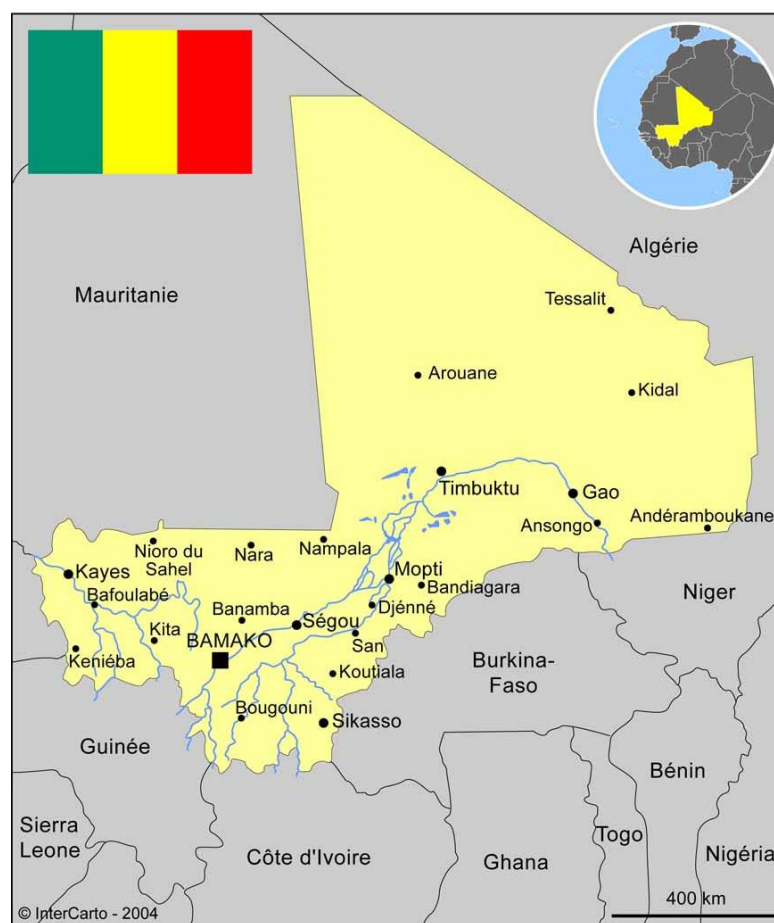 Algérie
Mauritanie
Tessalit
Arouane
Kidal
Timbuktu
Gao
Ansongo
Andéramboukane
Nioro du
Sahel
Nara
Nampala
Kayes
Mopti
Bandiagara
Niger
Bafoulabé
Banamba
Djénné
Ségou
Kita
BAMAKO
San
Keniéba
Koutiala
Burkina-
Faso
Bougouni
Sikasso
Guinée
Bénin
Sierra
Leone
Côte d'Ivoire
Ghana
Togo
Nigéria
400 km
© InterCarto - 2004